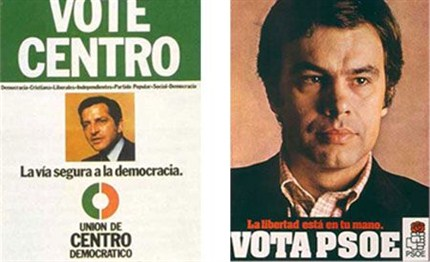 VOTE
CENTRO
Democracia-Cristiana-Liberales-Independientes-Partido Popular-Social-Democracia
La vía segura a la democracia.
UNION DE
CENTRO
DEMOCRATICO
La libertad está en tu mano.
VOTA PSOE
PSOE